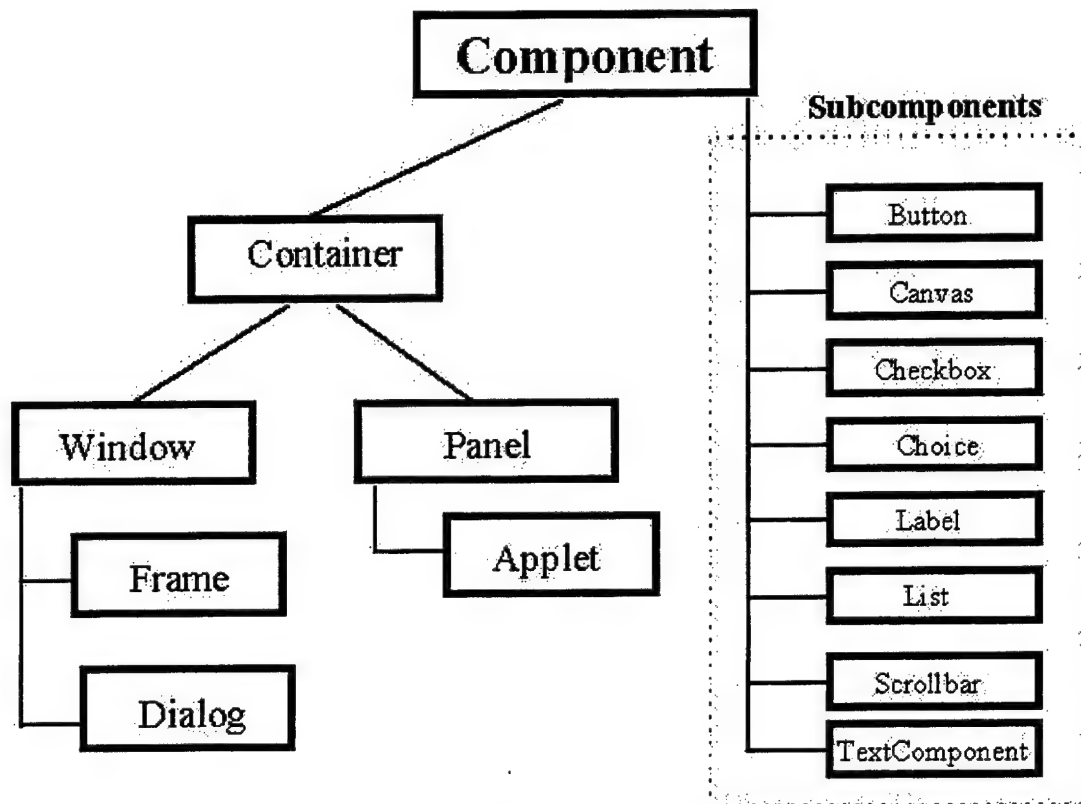 Component
Subcomponents
Container
Window
Panel
Frame
Applet
Dialog
Button
Canvas
Checkbox
Choice
Label
List
Scrollbar
TextComponent